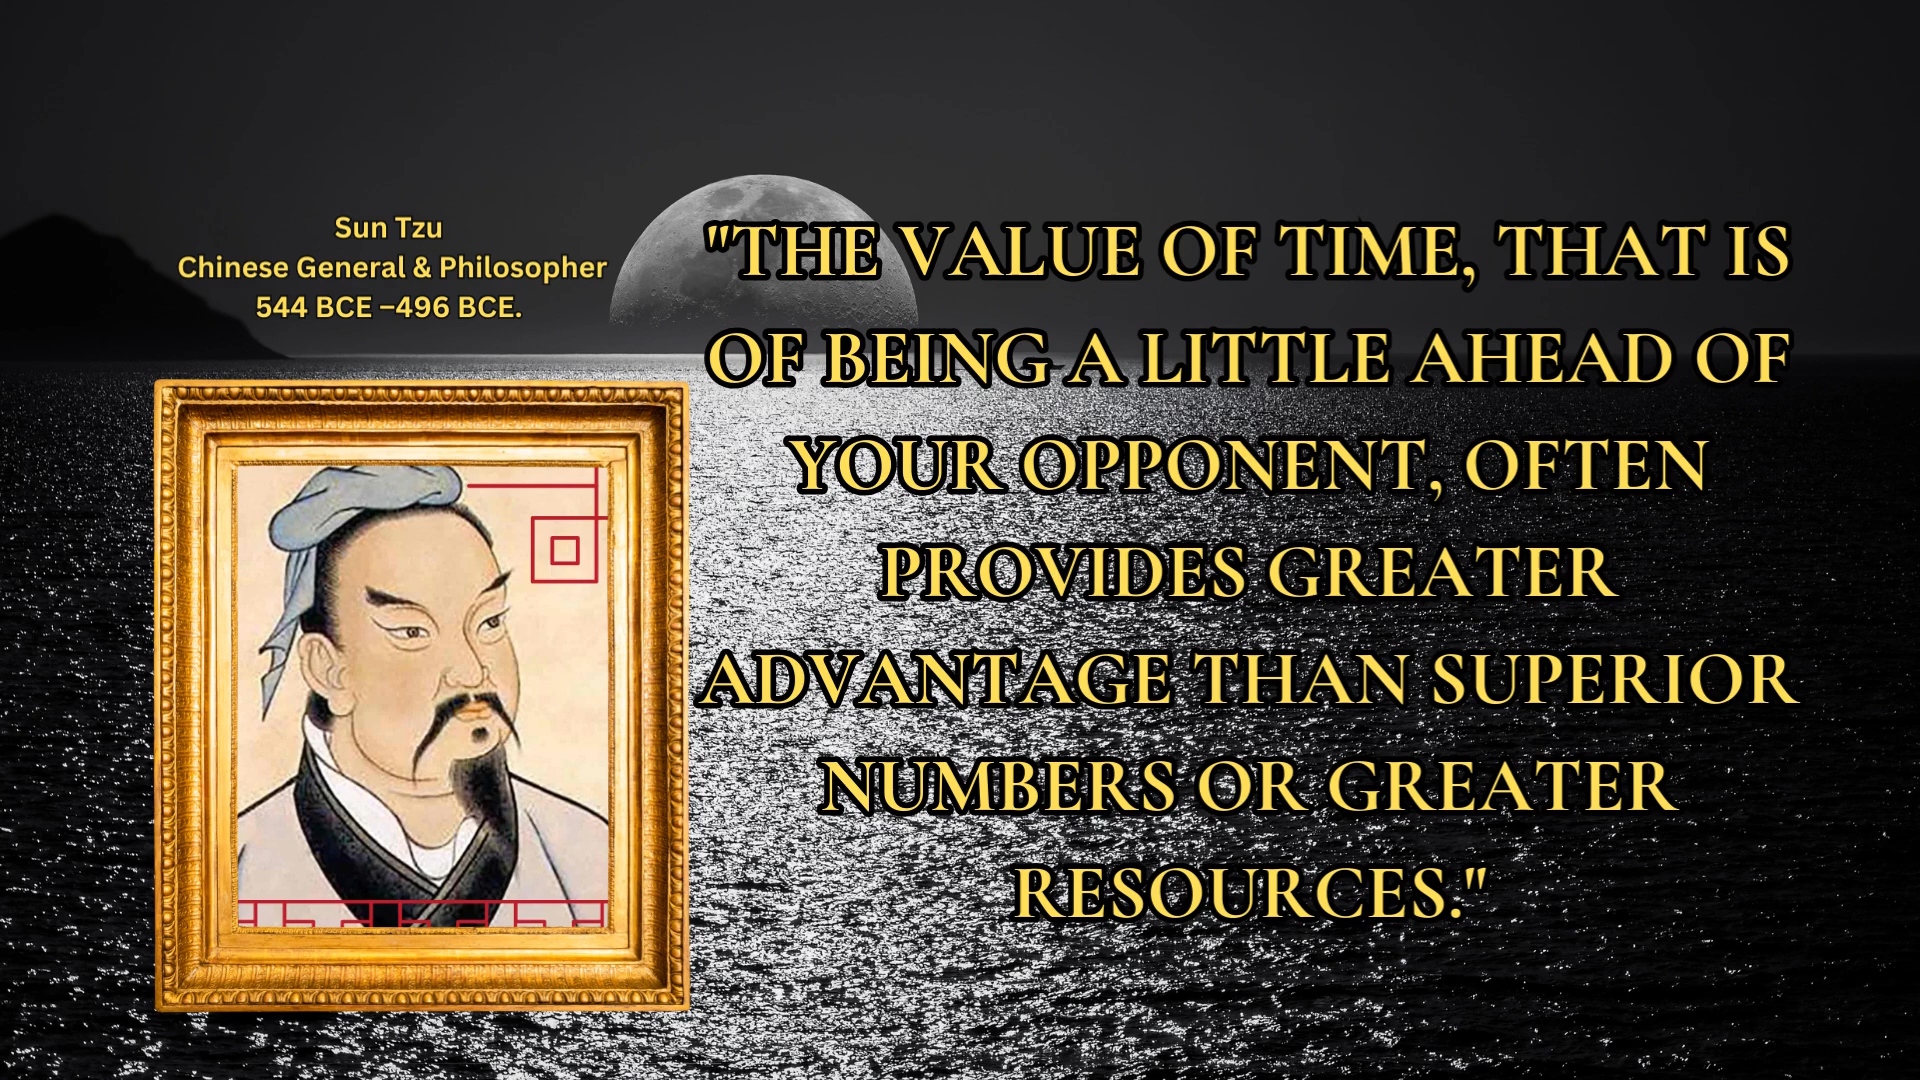 Sun Tzu
Chinese General & Philosopher
544 BCE –496 BCE.
"THE VALUE OF TIME, THAT IS
OF BEING A LITTLE AHEAD OF
YOUR OPPONENT, OFTEN
PROVIDES GREATER
ADVANTAGE THAN SUPERIOR
NUMBERS OR GREATER
RESOURCES."